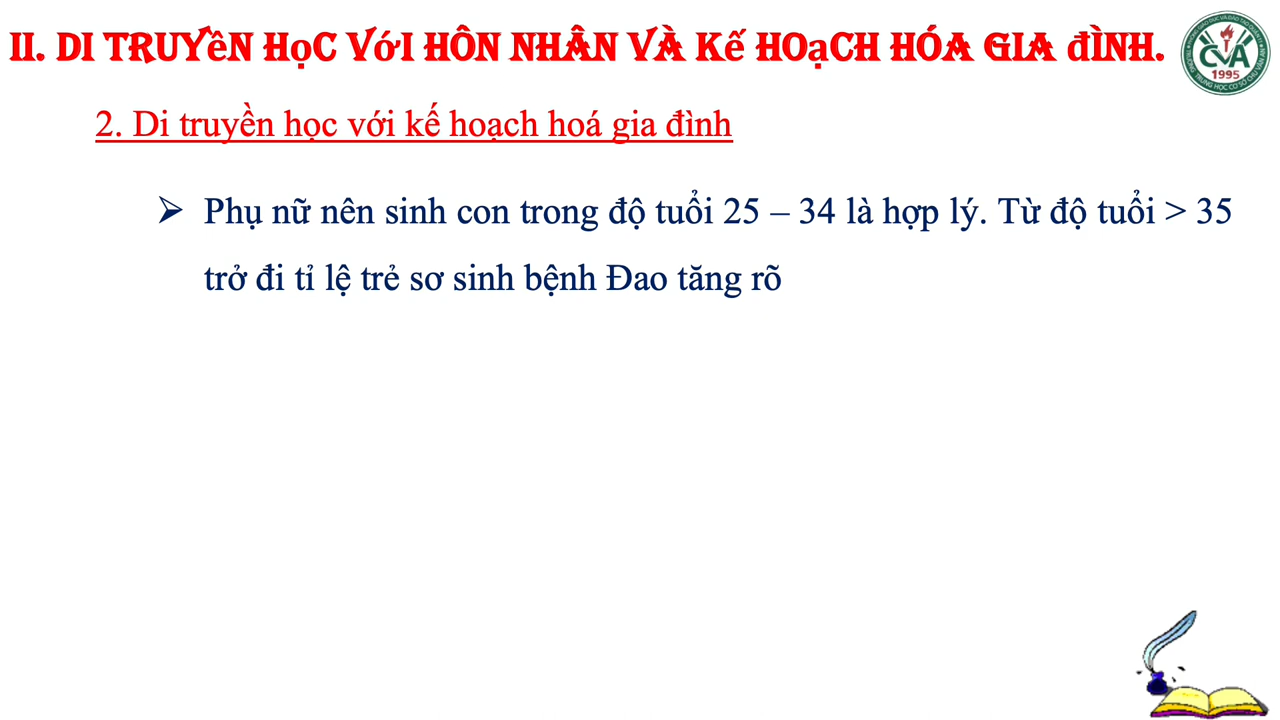 II. DI TRUYềN HọC VớI HÔN NHÂN VÀ Kế HOạCH HÓA GIA đÌNH.
CVA
1995
2. Di truyền học với kế hoạch hoá gia đình
➢ Phụ nữ nên sinh con trong độ tuổi 25 – 34 là hợp lý. Từ độ tuổi > 35
trở đi tỉ lệ trẻ sơ sinh bệnh Đao tăng rõ